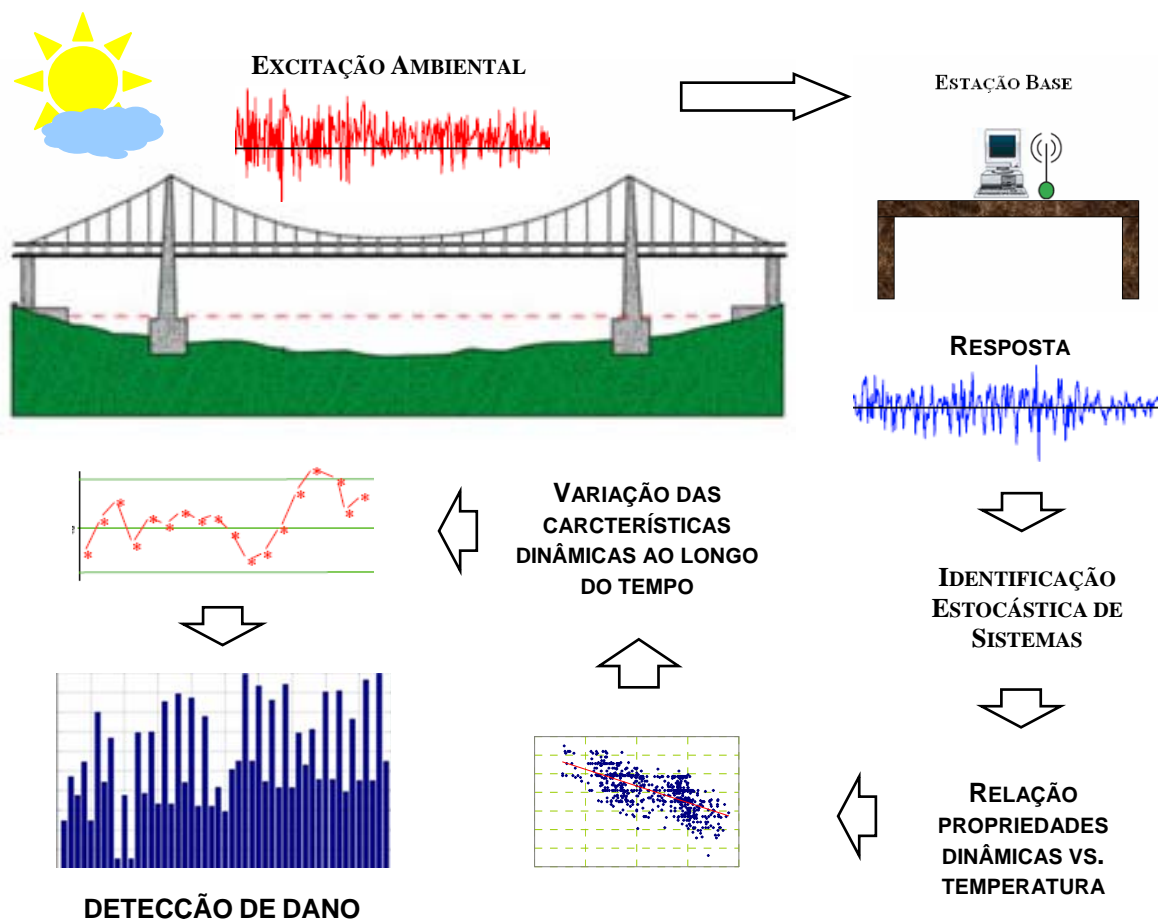 EXCITAÇÃO AMBIENTAL
ESTAÇÃO BASE
RESPOSTA
IDENTIFICAÇÃO
ESTOCÁSTICA DE
SISTEMAS
RELAÇÃO
PROPRIEDADES
DINÂMICAS VS.
TEMPERATURA
VARIAÇÃO DAS
CARCTERÍSTICAS
DINÂMICAS AO LONGO
DO TEMPO
DETECÇÃO DE DANO